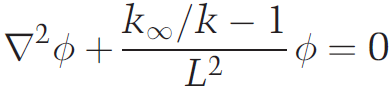 ∇²ϕ + (k∞/k − 1)/L² ϕ = 0